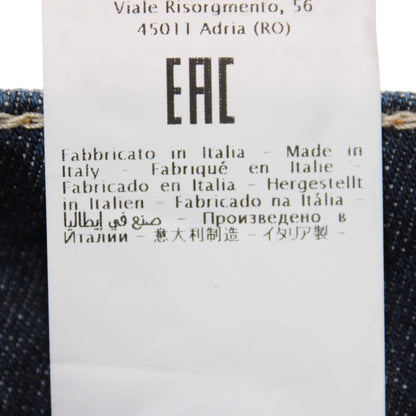 Viale Risorgmento, 56
45011 Adria (RO)
EAC
Fabbricato in Italia - Made in
Italy - Fabriqué en Italie -
Fabricado en Italia - Hergestellt
in Italien - Fabricado na Itália -
صنع في إيطاليا - Произведено в
Италии - 意大利制造 - イタリア製 -